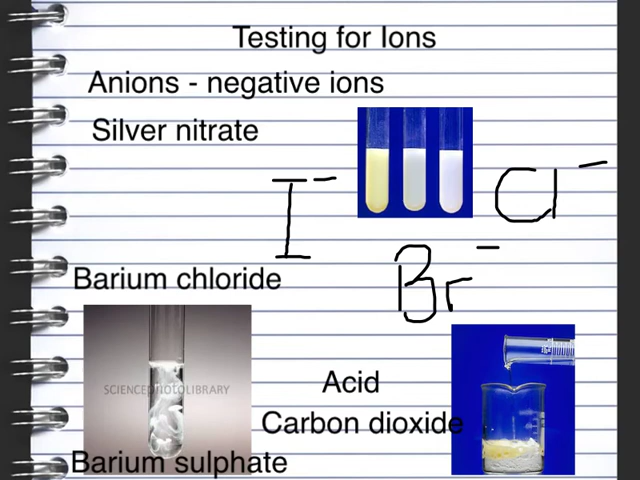 Testing for Ions
Anions - negative ions
Silver nitrate
I⁻
Cl⁻
Br⁻
Barium chloride
SCIENCEPHOTOLIBRARY
Acid
Carbon dioxide
Barium sulphate